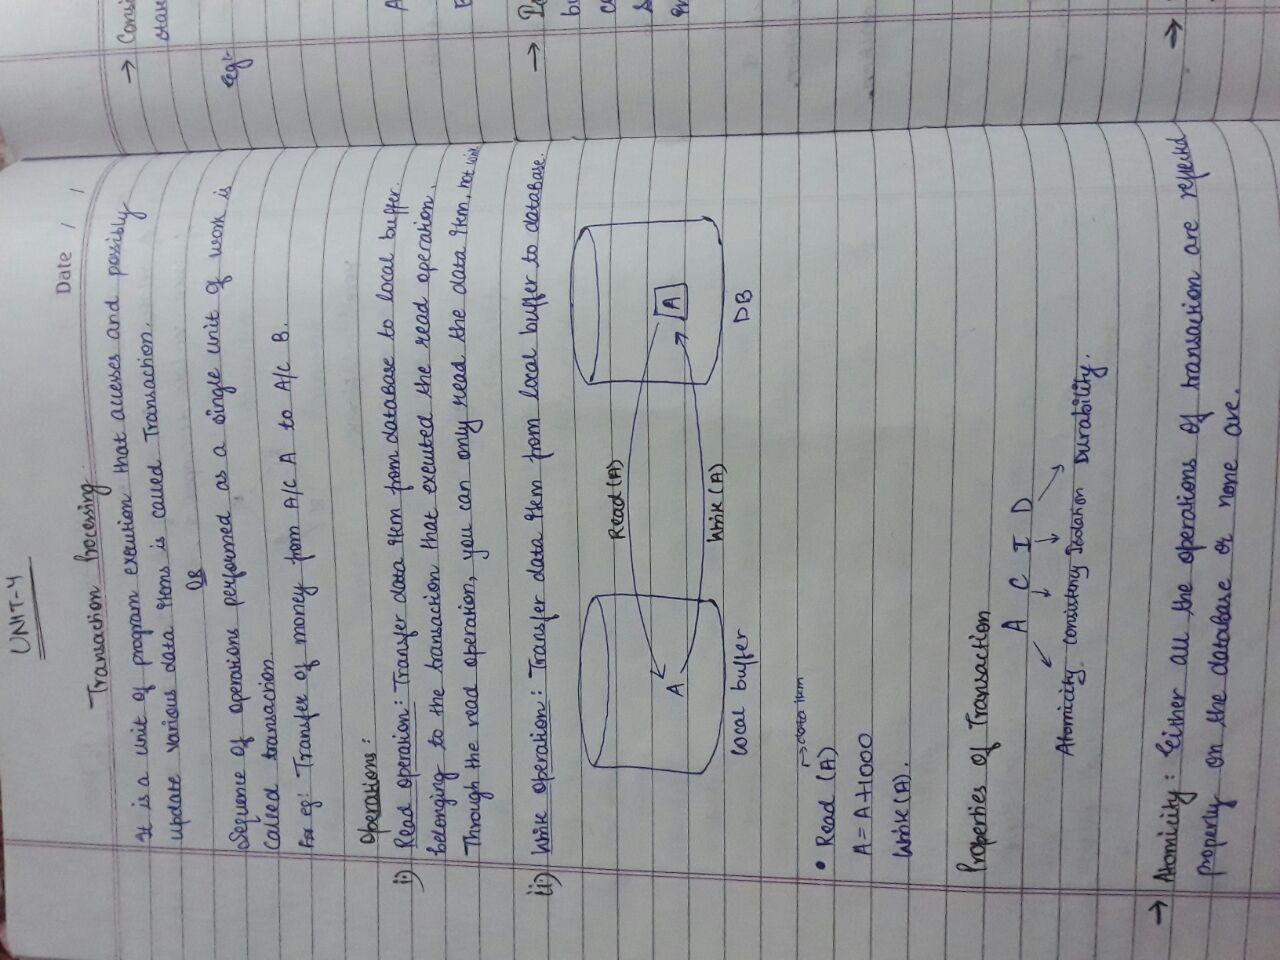 UNIT-4
Date / /
Transaction Processing.
It is a unit of program execution that accesses and possibly
update various data items is called Transaction.
OR
Sequence of operations performed as a single unit of work is
called transaction.
For eg: Transfer of money from A/C A to A/C B.
Operations:
i) Read operation: Transfer data item from dataBase to local buffer.
belonging to the transaction that executed the read operation.
Through the read operation, you can only read the data item, not write
ii) Write operation: Transfer data item from local buffer to dataBase.
Read (A)
A
A
Write (A)
local buffer
DB
→ data item
• Read (A)
A = A+1000
Write (A).
Properties of Transaction
A C I D
Atomicity. consistency Isolation Durability.
→ Atomicity: Either all the operations of transaction are
properly on the dataBase or none are.
→
eg:-
A
→
→